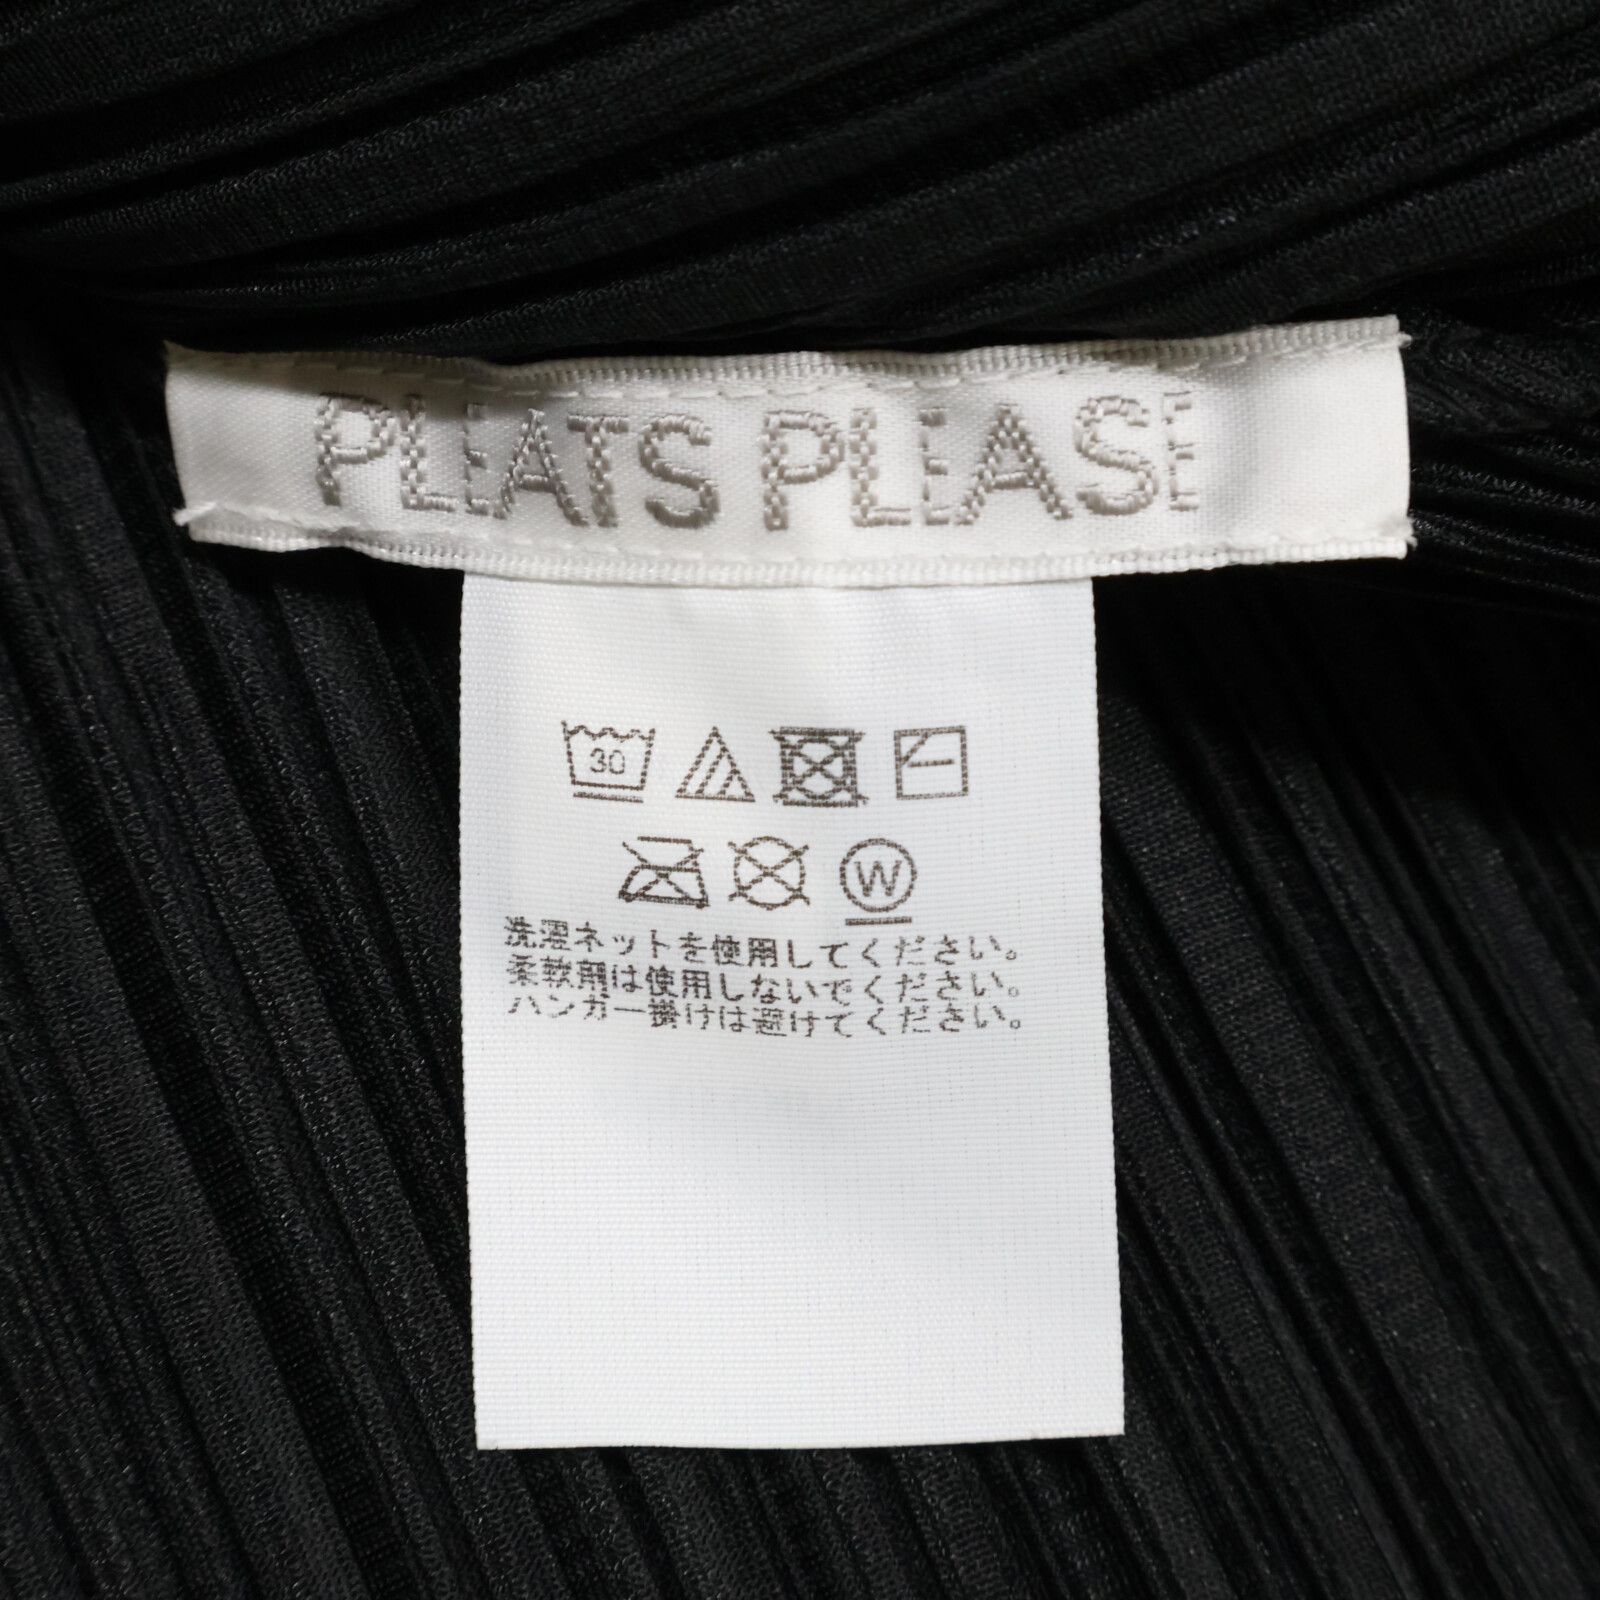 PLEATS PLEASE
30
W
洗濯ネットを使用してください。
柔軟剤は使用しないでください。
ハンガー掛けは避けてください。